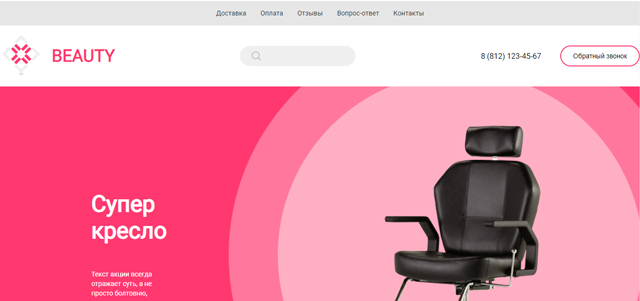 Доставка Оплата Отзывы Вопрос-ответ Контакты
BEAUTY
8 (812) 123-45-67
Обратный звонок
Супер
кресло
Текст акции всегда
отражает суть, а не
просто болтовню,